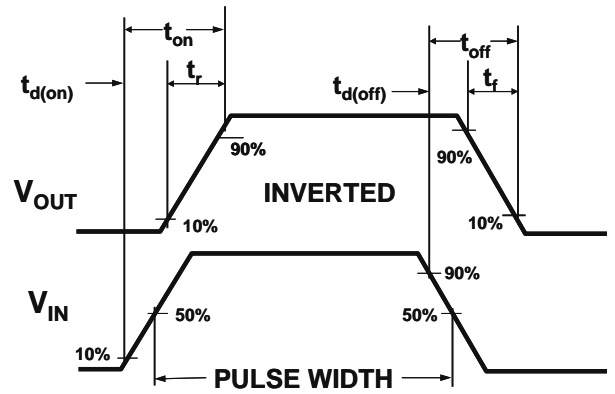 t_on
t_off
t_d(on)
t_r
t_d(off)
t_f
90%
90%
V_OUT
INVERTED
10%
10%
90%
V_IN
50%
50%
10%
PULSE WIDTH